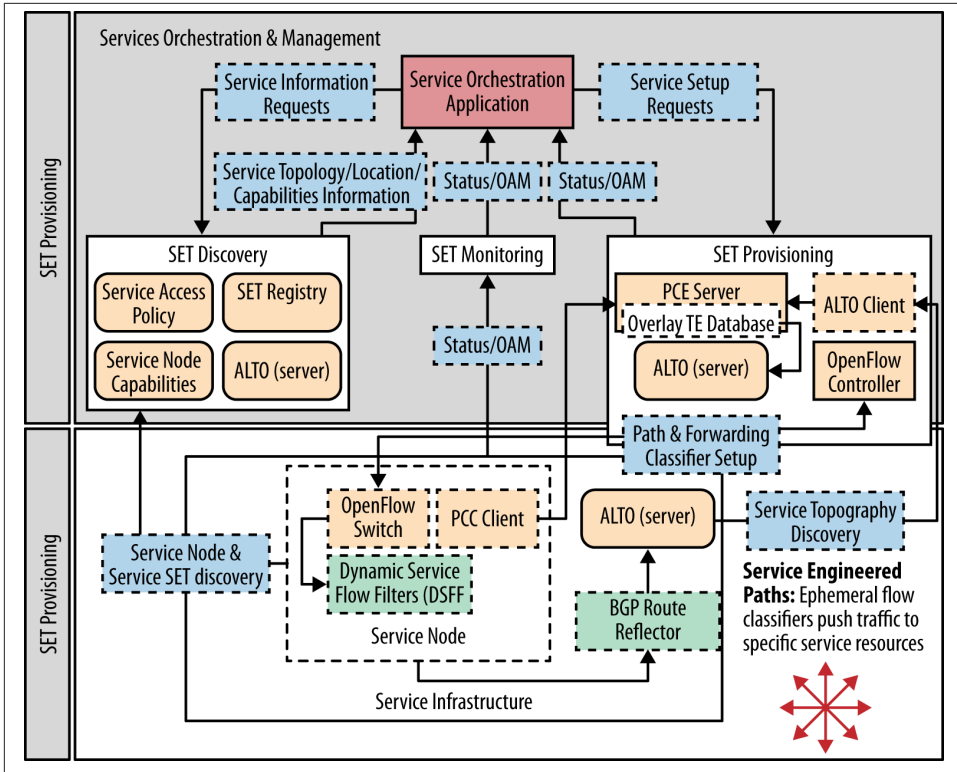 SET Provisioning
Services Orchestration & Management
Service Information
Requests
Service Orchestration
Application
Service Setup
Requests
Service Topology/Location/
Capabilities Information
Status/OAM
Status/OAM
SET Discovery
Service Access
Policy
SET Registry
Service Node
Capabilities
ALTO (server)
SET Monitoring
Status/OAM
SET Provisioning
PCE Server
Overlay TE Database
ALTO Client
ALTO (server)
OpenFlow
Controller
SET Provisioning
Path & Forwarding
Classifier Setup
OpenFlow
Switch
PCC Client
ALTO (server)
Service Topography
Discovery
Service Node &
Service SET discovery
Dynamic Service
Flow Filters (DSFF
Service Node
BGP Route
Reflector
Service Engineered
Paths: Ephemeral flow
classifiers push traffic to
specific service resources
Service Infrastructure